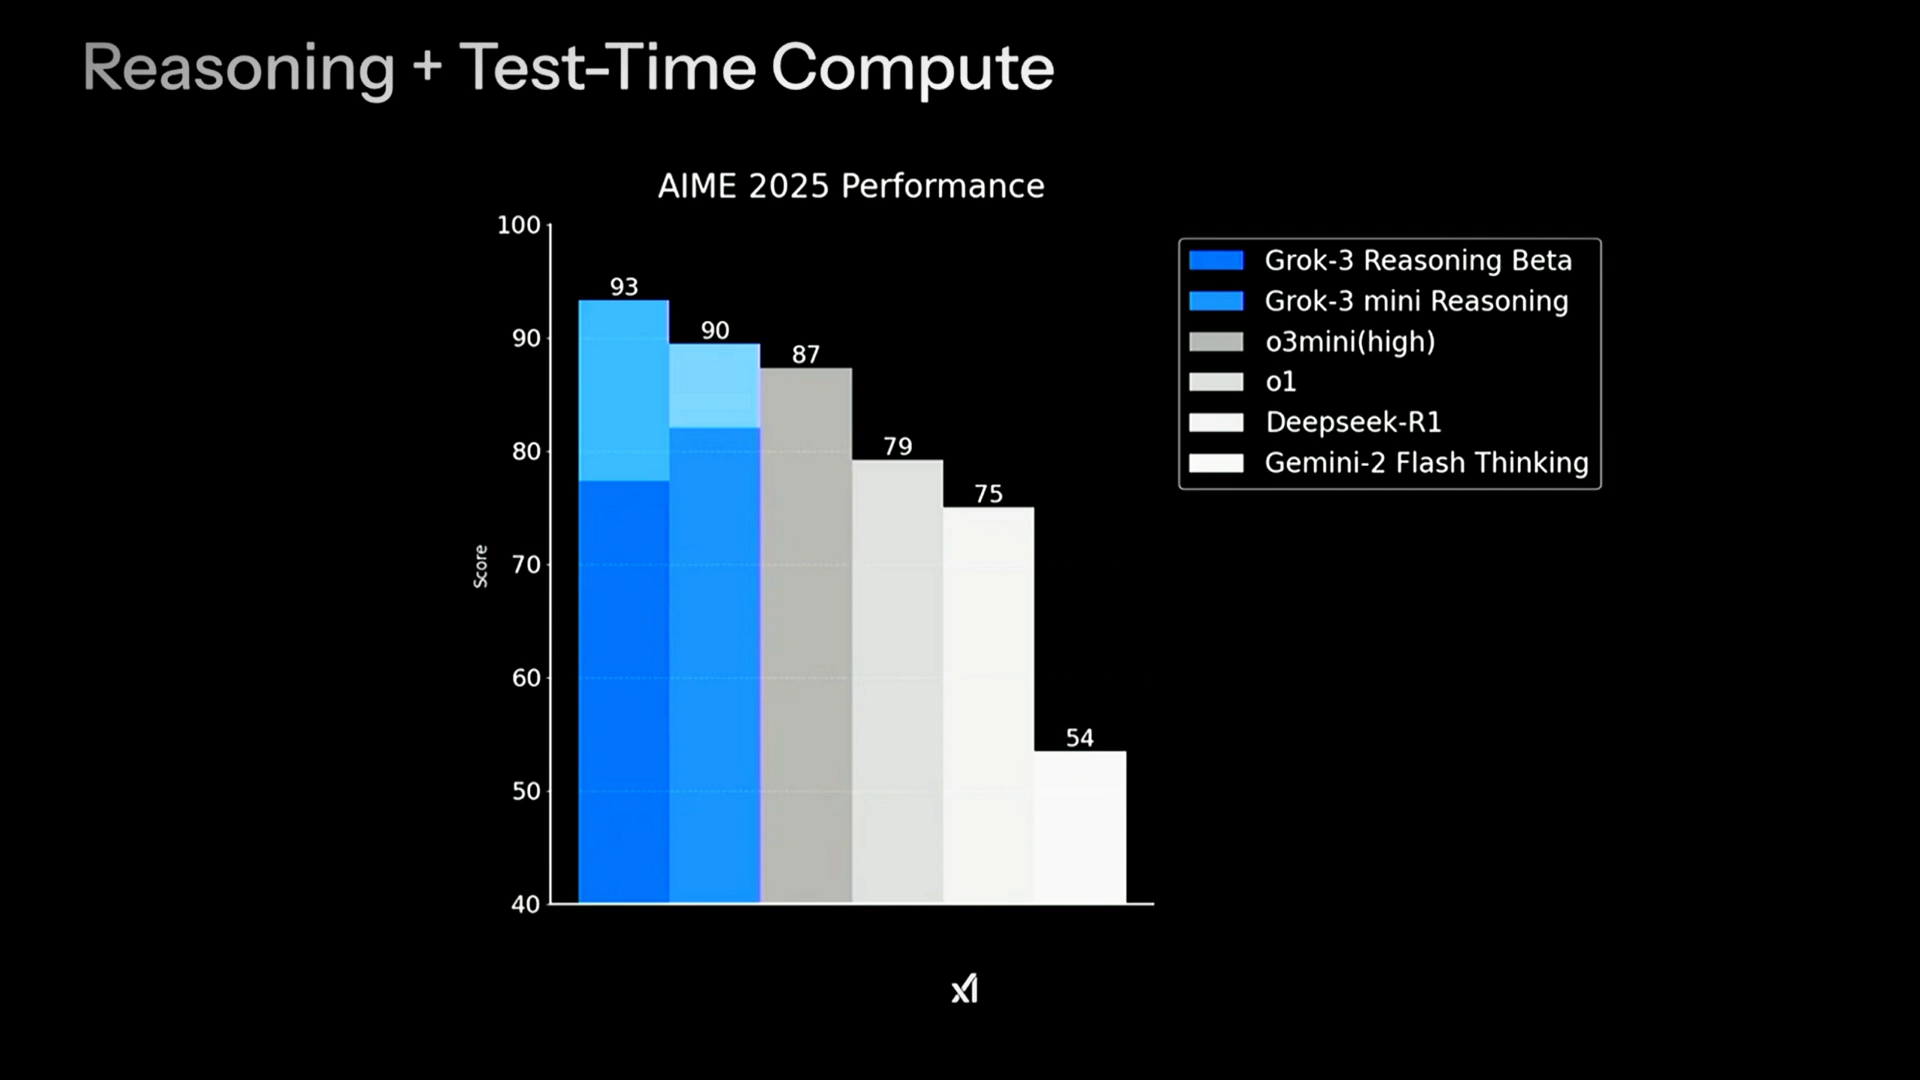 Reasoning + Test-Time Compute
AIME 2025 Performance
100
90
80
70
60
50
40
Score
93
90
87
79
75
54
Grok-3 Reasoning Beta
Grok-3 mini Reasoning
o3mini(high)
o1
Deepseek-R1
Gemini-2 Flash Thinking
xI